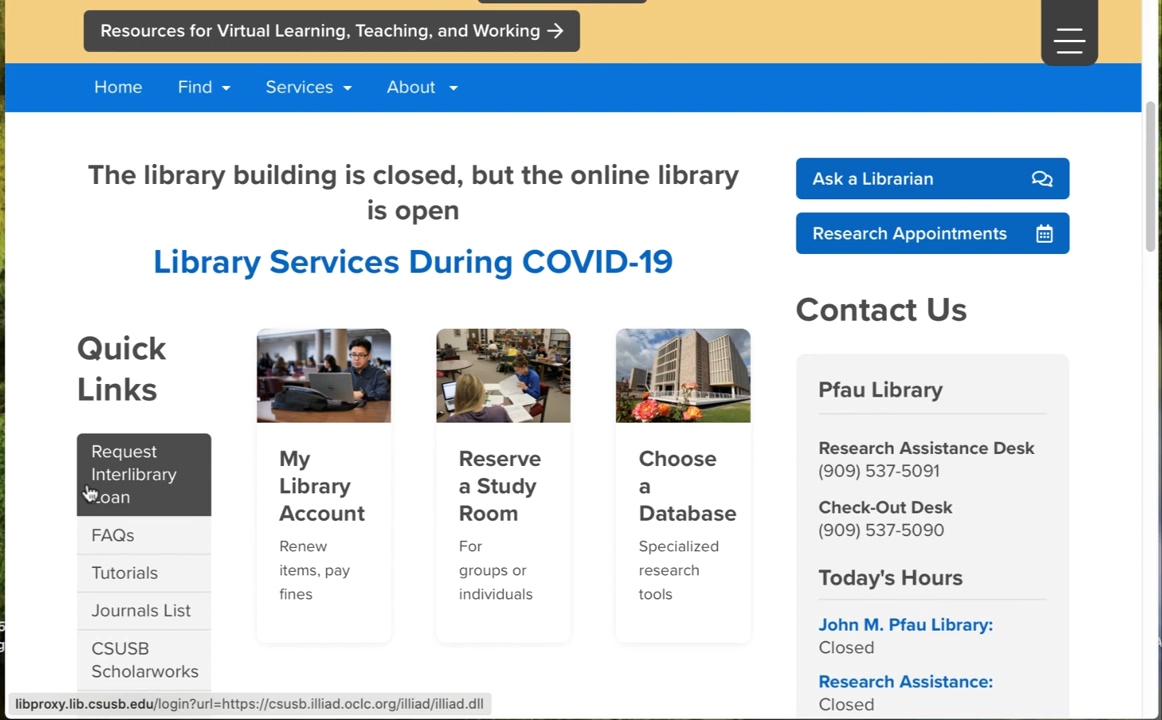 Resources for Virtual Learning, Teaching, and Working →
Home
Find
Services
About
The library building is closed, but the online library
is open
Library Services During COVID-19
Quick
Links
Request
Interlibrary
Loan
FAQs
Tutorials
Journals List
CSUSB
Scholarworks
My
Library
Account
Renew
items, pay
fines
Reserve
a Study
Room
For
groups or
individuals
Choose
a
Database
Specialized
research
tools
Ask a Librarian
Research Appointments
Contact Us
Pfau Library
Research Assistance Desk
(909) 537-5091
Check-Out Desk
(909) 537-5090
Today's Hours
John M. Pfau Library:
Closed
Research Assistance:
Closed
libproxy.lib.csusb.edu/login?url=https://csusb.illiad.oclc.org/illiad/illiad.dll